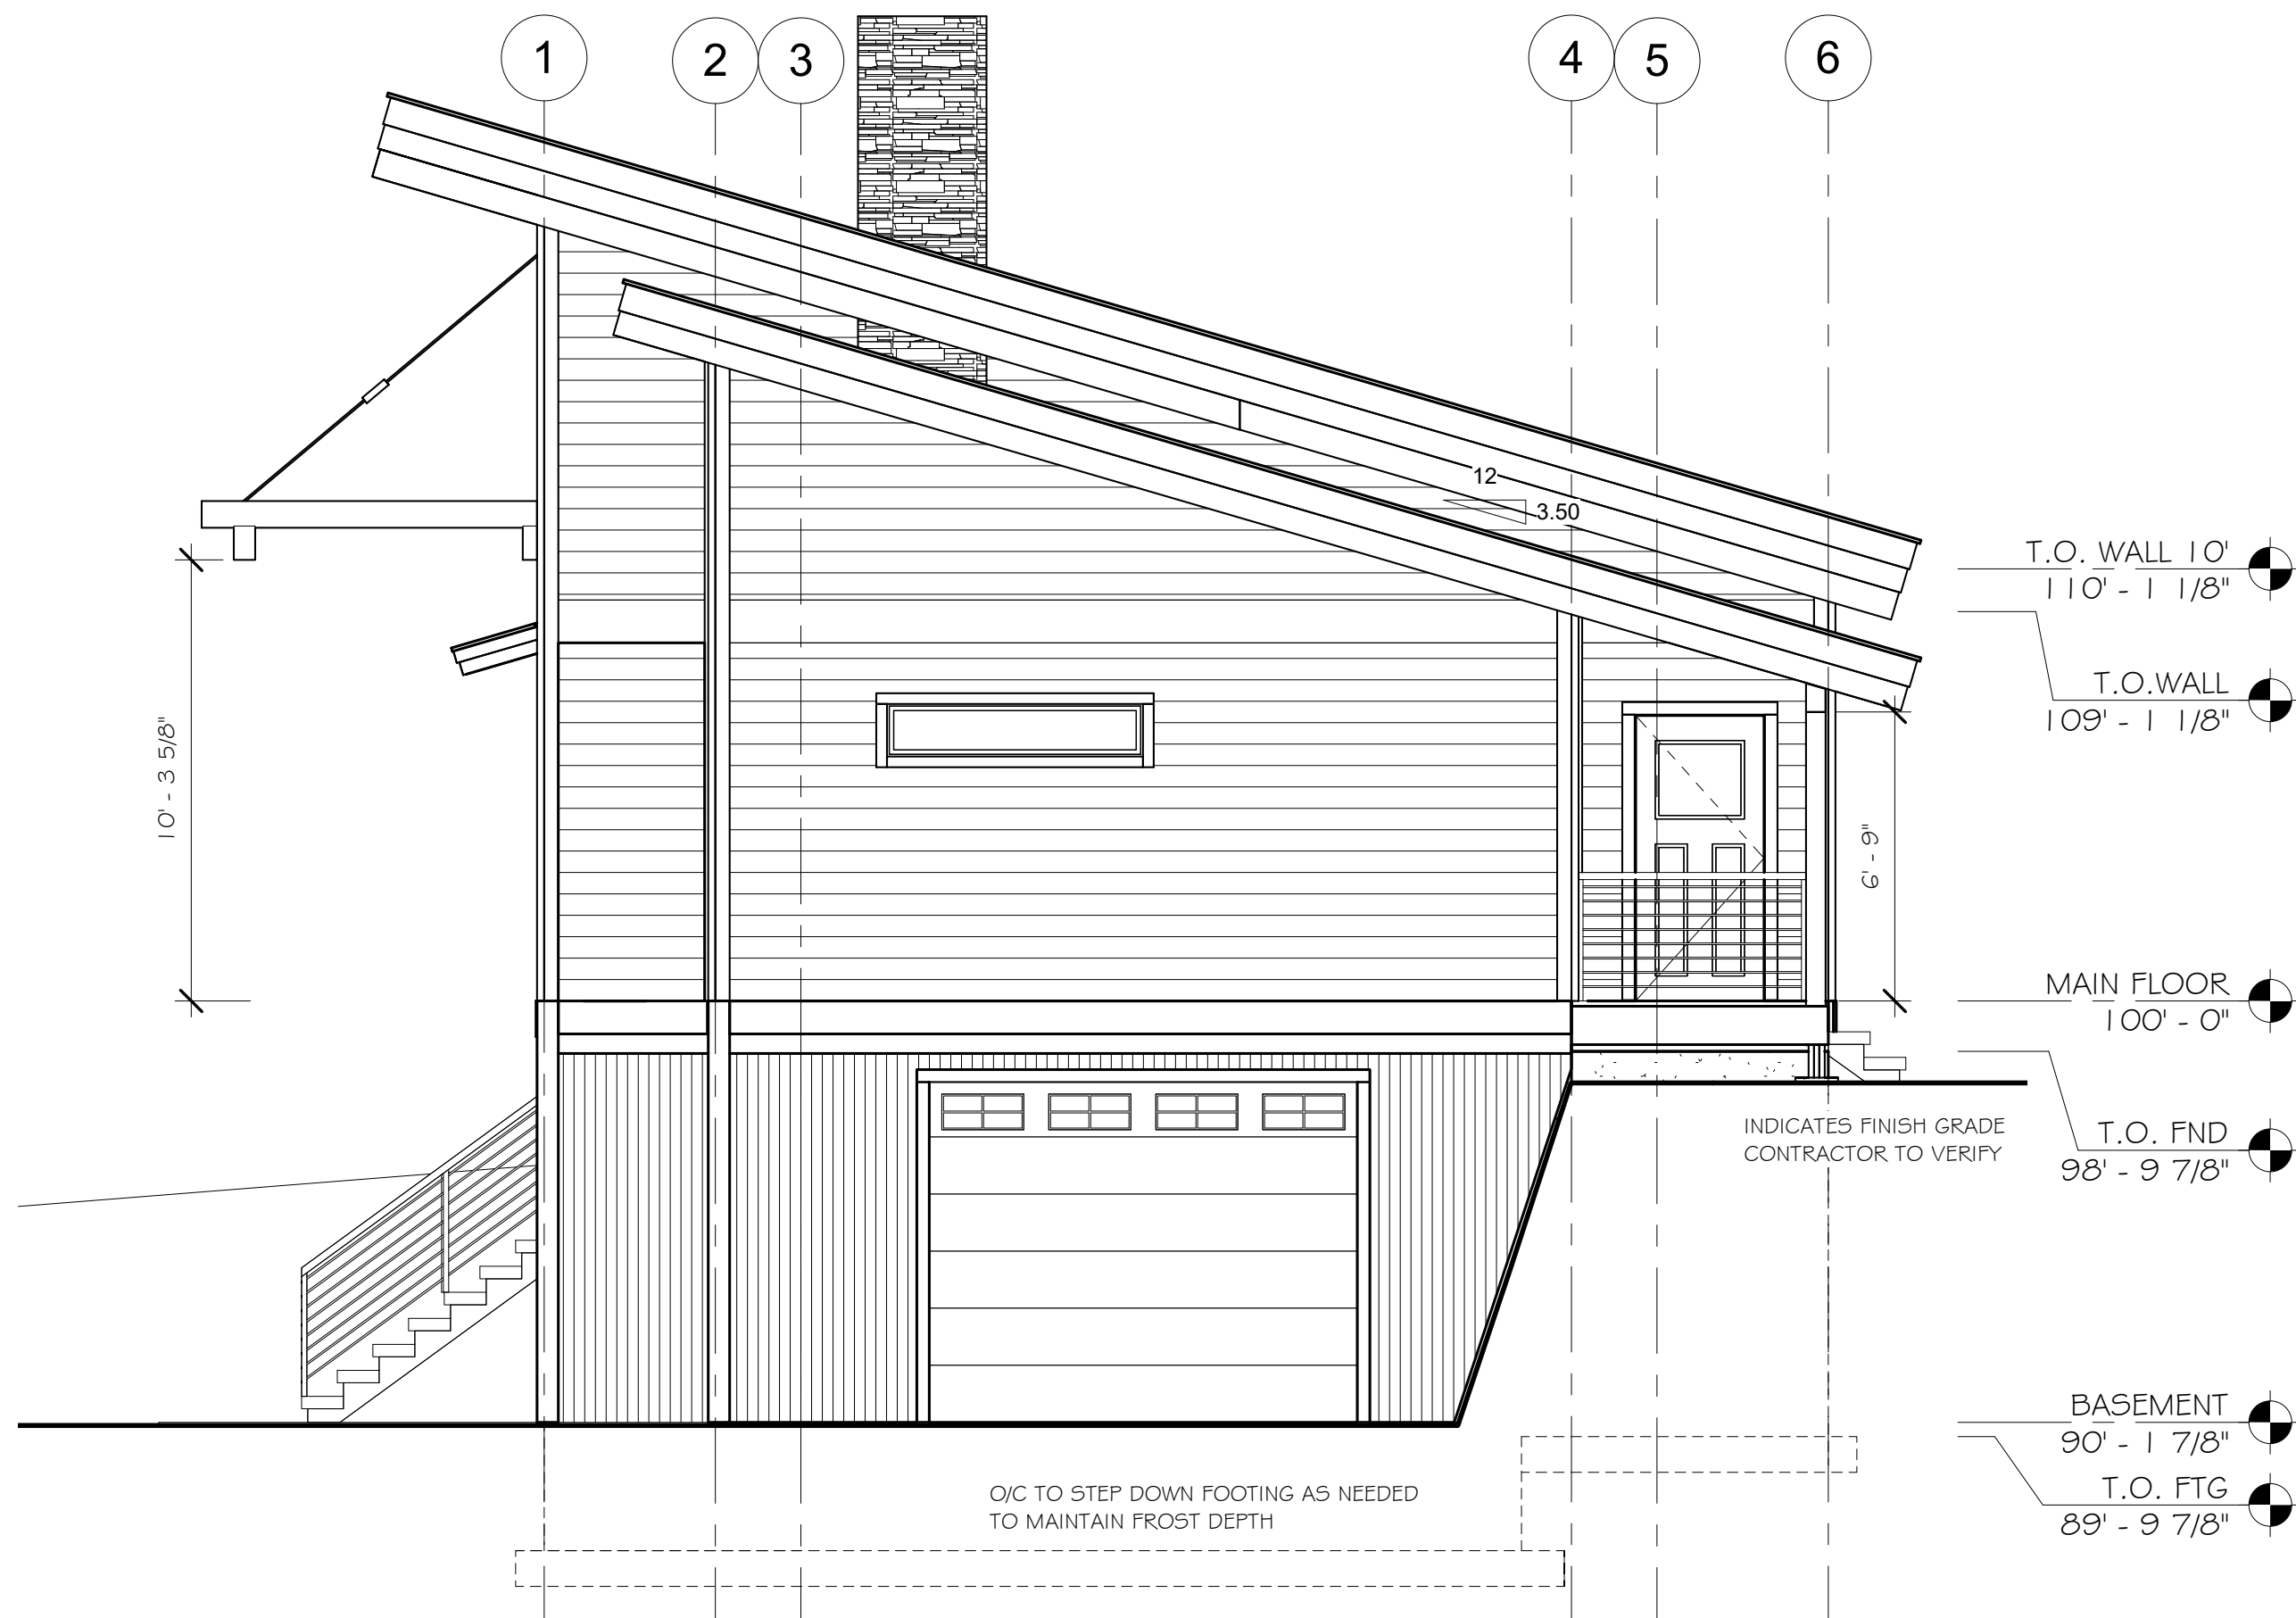 1
2
3
4
5
6
12
3.50
T.O. WALL 10'
110' - 1 1/8"
T.O.WALL
109' - 1 1/8"
10' - 3 5/8"
6' - 9"
MAIN FLOOR
100' - 0"
INDICATES FINISH GRADE
CONTRACTOR TO VERIFY
T.O. FND
98' - 9 7/8"
BASEMENT
90' - 1 7/8"
O/C TO STEP DOWN FOOTING AS NEEDED
TO MAINTAIN FROST DEPTH
T.O. FTG
89' - 9 7/8"